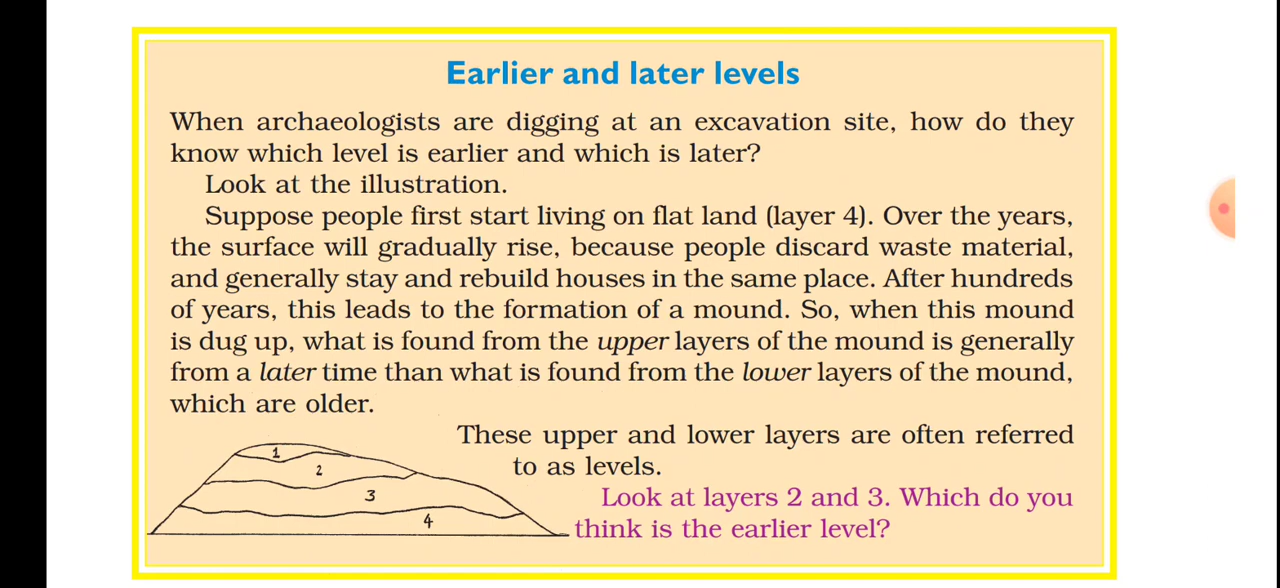 Earlier and later levels
When archaeologists are digging at an excavation site, how do they
know which level is earlier and which is later?
Look at the illustration.
Suppose people first start living on flat land (layer 4). Over the years,
the surface will gradually rise, because people discard waste material,
and generally stay and rebuild houses in the same place. After hundreds
of years, this leads to the formation of a mound. So, when this mound
is dug up, what is found from the upper layers of the mound is generally
from a later time than what is found from the lower layers of the mound,
which are older.
These upper and lower layers are often referred
to as levels.
Look at layers 2 and 3. Which do you
think is the earlier level?
1
2
3
4